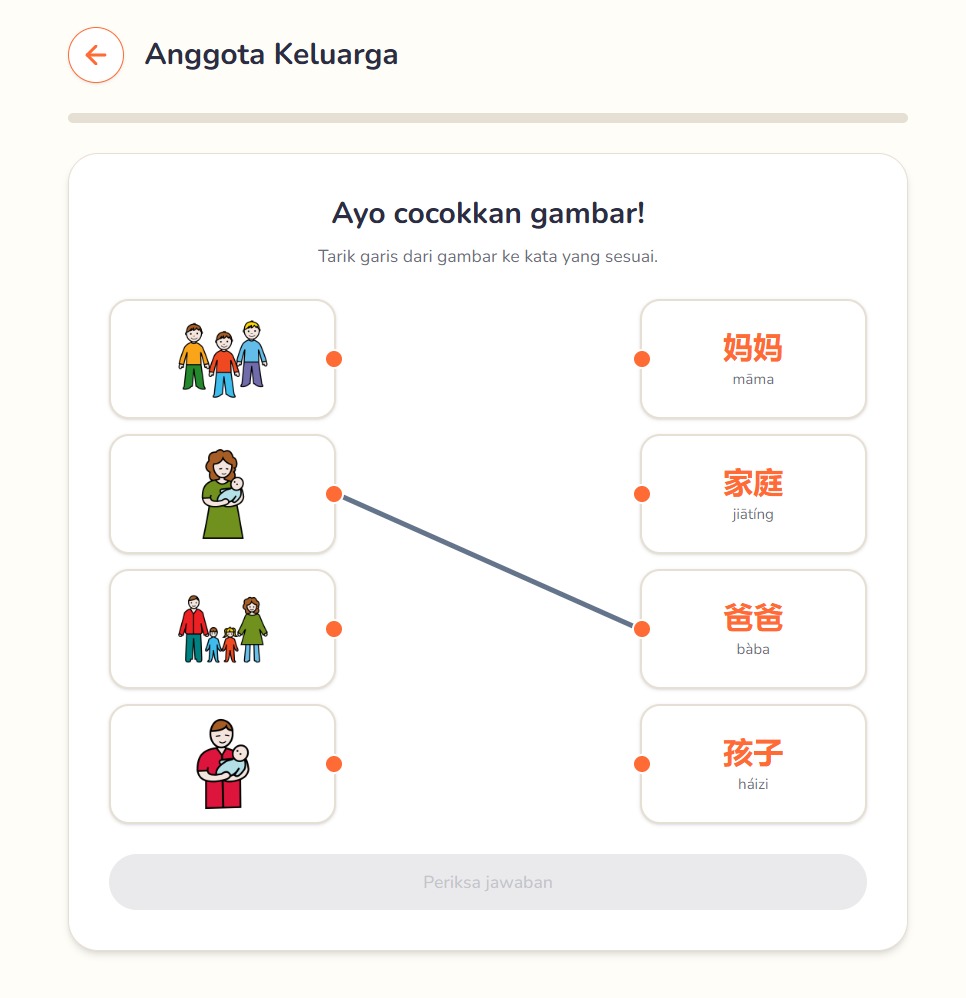 Anggota Keluarga
Ayo cocokkan gambar!
Tarik garis dari gambar ke kata yang sesuai.
妈妈
māma
家庭
jiātíng
爸爸
bàba
孩子
háizi
Periksa jawaban